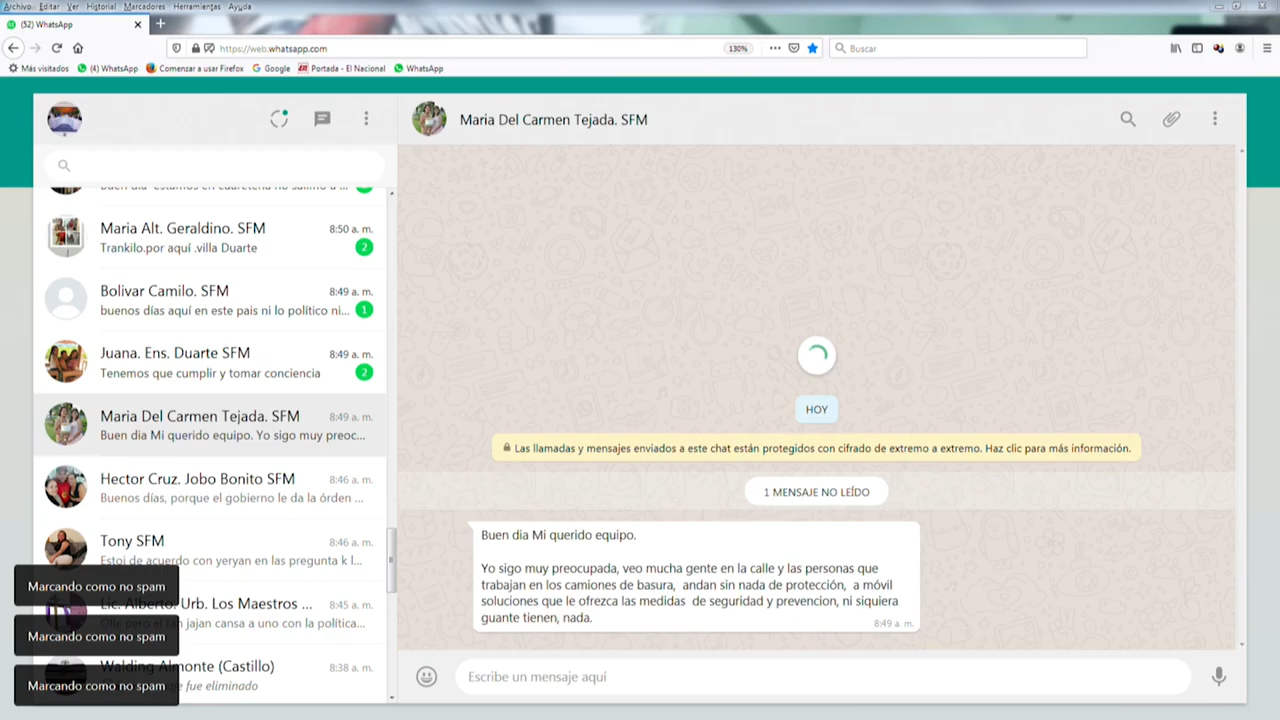 Archivo Editar Ver Historial Marcadores Herramientas Ayuda
(52) WhatsApp
https://web.whatsapp.com
130%
Buscar
Más visitados
(4) WhatsApp
Comenzar a usar Firefox
Google
Portada - El Nacional
WhatsApp
Maria Del Carmen Tejada. SFM
Maria Alt. Geraldino. SFM
8:50 a. m.
Trankilo.por aquí .villa Duarte
2
Bolivar Camilo. SFM
8:49 a. m.
buenos días aquí en este pais ni lo político ni...
1
Juana. Ens. Duarte SFM
8:49 a. m.
Tenemos que cumplir y tomar conciencia
2
Maria Del Carmen Tejada. SFM
8:49 a. m.
Buen dia Mi querido equipo. Yo sigo muy preoc...
Hector Cruz. Jobo Bonito SFM
8:46 a. m.
Buenos días, porque el gobierno le da la órden ...
Tony SFM
8:46 a. m.
Estoi de acuerdo con yeryan en las pregunta k l...
Lic. Alberto. Urb. Los Maestros ...
8:45 a. m.
jajan cansa a uno con la política...
Walding Almonte (Castillo)
8:38 a. m.
fue eliminado
Marcando como no spam
Marcando como no spam
Marcando como no spam
HOY
Las llamadas y mensajes enviados a este chat están protegidos con cifrado de extremo a extremo. Haz clic para más información.
1 MENSAJE NO LEÍDO
Buen dia Mi querido equipo.
Yo sigo muy preocupada, veo mucha gente en la calle y las personas que
trabajan en los camiones de basura, andan sin nada de protección, a móvil
soluciones que le ofrezca las medidas de seguridad y prevencion, ni siquiera
guante tienen, nada.
8:49 a. m.
Escribe un mensaje aquí